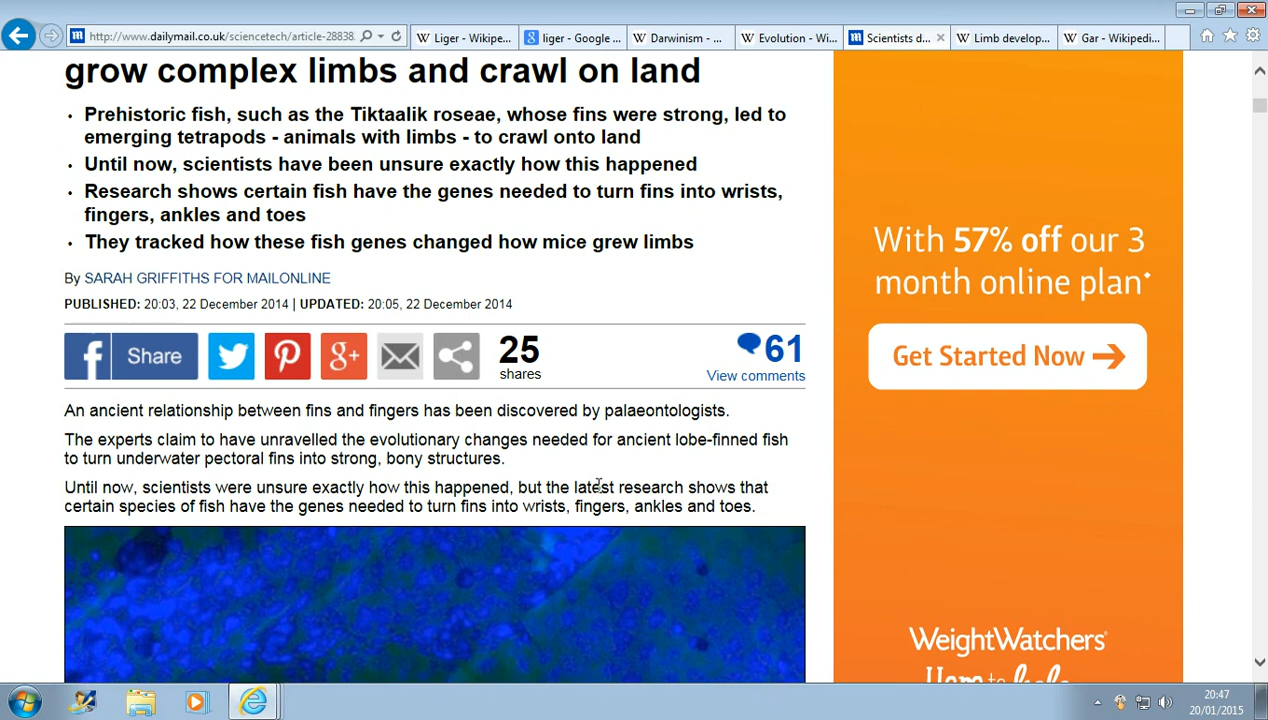 http://www.dailymail.co.uk/sciencetech/article-28838
Liger - Wikipe...
liger - Google ...
Darwinism - ...
Evolution - Wi...
Scientists d...
Limb develop...
Gar - Wikipedi...
grow complex limbs and crawl on land
Prehistoric fish, such as the Tiktaalik roseae, whose fins were strong, led to
emerging tetrapods - animals with limbs - to crawl onto land
Until now, scientists have been unsure exactly how this happened
Research shows certain fish have the genes needed to turn fins into wrists,
fingers, ankles and toes
They tracked how these fish genes changed how mice grew limbs
By SARAH GRIFFITHS FOR MAILONLINE
PUBLISHED: 20:03, 22 December 2014 | UPDATED: 20:05, 22 December 2014
f Share
g+
25
shares
61
View comments
An ancient relationship between fins and fingers has been discovered by palaeontologists.
The experts claim to have unravelled the evolutionary changes needed for ancient lobe-finned fish
to turn underwater pectoral fins into strong, bony structures.
Until now, scientists were unsure exactly how this happened, but the latest research shows that
certain species of fish have the genes needed to turn fins into wrists, fingers, ankles and toes.
With 57% off our 3
month online plan*
Get Started Now
WeightWatchers®
20:47
20/01/2015